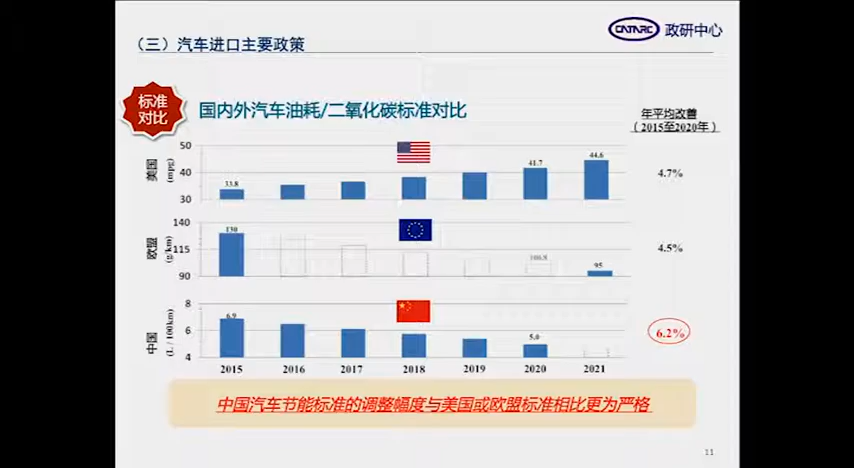 （三）汽车进口主要政策
CATARC 政研中心
标准
对比
国内外汽车油耗/二氧化碳标准对比
年平均改善
（2015至2020年）
美国
(mpg)
50
40
30
33.8
41.7
44.6
4.7%
欧盟
(g/km)
140
115
90
130
100.8
95
4.5%
中国
(L / 100km)
8
6
4
6.9
5.0
6.2%
2015 2016 2017 2018 2019 2020 2021
中国汽车节能标准的调整幅度与美国或欧盟标准相比更为严格
11